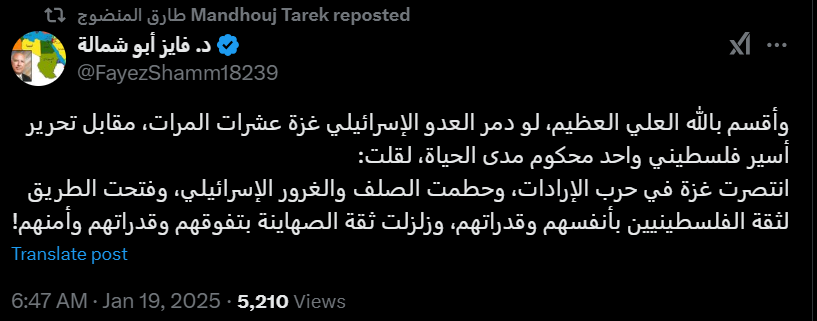 طارق المنضوج Mandhouj Tarek reposted
د. فايز أبو شمالة
@FayezShamm18239
وأقسم بالله العلي العظيم، لو دمر العدو الإسرائيلي غزة عشرات المرات، مقابل تحرير
أسير فلسطيني واحد محكوم مدى الحياة، لقلت:
انتصرت غزة في حرب الإرادات، وحطمت الصلف والغرور الإسرائيلي، وفتحت الطريق
لثقة الفلسطينيين بأنفسهم وقدراتهم، وزلزلت ثقة الصهاينة بتفوقهم وقدراتهم وأمنهم!
Translate post
6:47 AM · Jan 19, 2025 · 5,210 Views